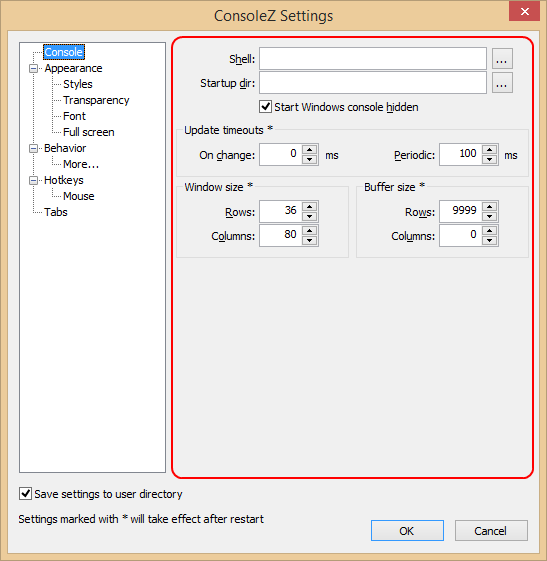 ConsoleZ Settings
Console
Appearance
Styles
Transparency
Font
Full screen
Behavior
More...
Hotkeys
Mouse
Tabs
Shell:
...
Startup dir:
...
Start Windows console hidden
Update timeouts *
On change: 0 ms Periodic: 100 ms
Window size *
Rows: 36
Columns: 80
Buffer size *
Rows: 9999
Columns: 0
Save settings to user directory
Settings marked with * will take effect after restart
OK Cancel